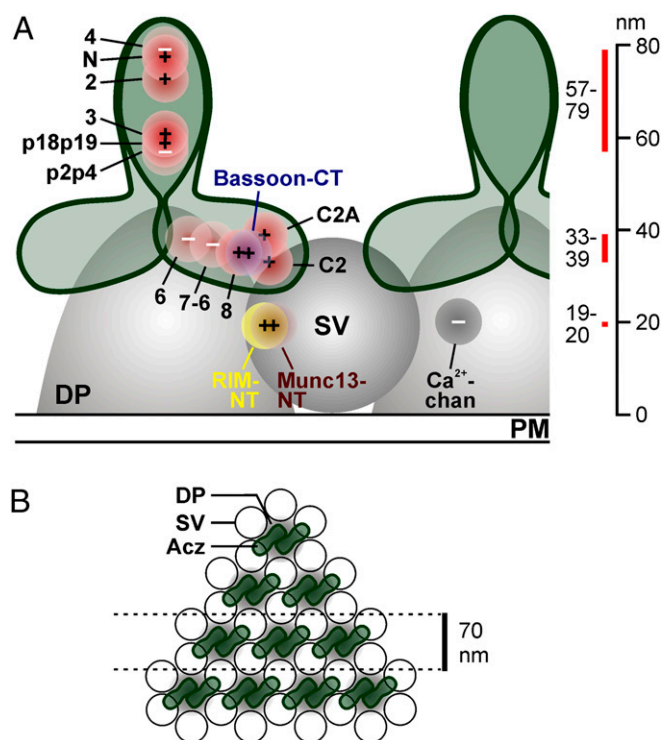 A
nm
4
N
2
3
p18p19
p2p4
80
57-
79
60
Bassoon-CT
C2A
C2
40
33-
39
6
7-6
8
19-
20
20
SV
DP
RIM-
NT
Munc13-
NT
Ca²⁺-
chan
0
PM
B
DP
SV
Acz
70
nm